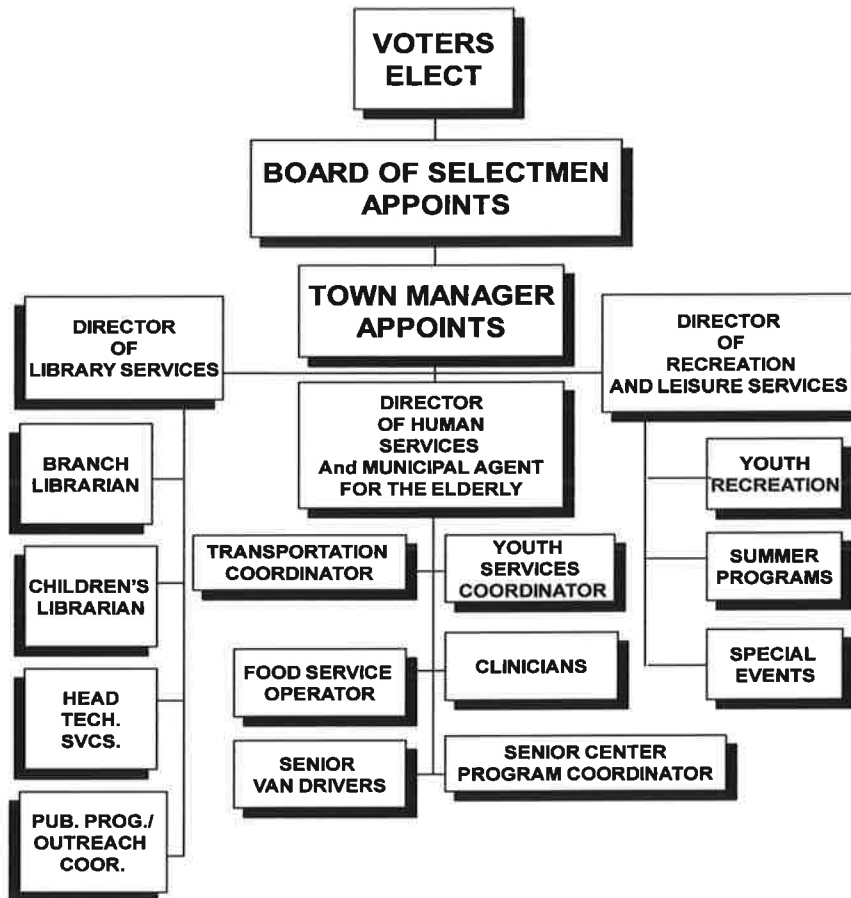 VOTERS
ELECT
BOARD OF SELECTMEN
APPOINTS
TOWN MANAGER
APPOINTS
DIRECTOR
OF
LIBRARY SERVICES
DIRECTOR
OF HUMAN
SERVICES
And MUNICIPAL AGENT
FOR THE ELDERLY
DIRECTOR
OF
RECREATION
AND LEISURE SERVICES
BRANCH
LIBRARIAN
CHILDREN'S
LIBRARIAN
HEAD
TECH.
SVCS.
PUB. PROG./
OUTREACH
COOR.
TRANSPORTATION
COORDINATOR
YOUTH
SERVICES
COORDINATOR
FOOD SERVICE
OPERATOR
CLINICIANS
SENIOR
VAN DRIVERS
SENIOR CENTER
PROGRAM COORDINATOR
YOUTH
RECREATION
SUMMER
PROGRAMS
SPECIAL
EVENTS